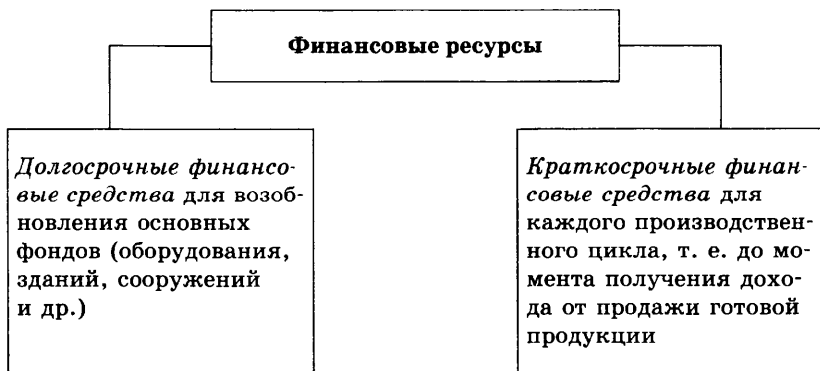 Финансовые ресурсы
Долгосрочные финансо-
вые средства для возоб-
новления основных
фондов (оборудования,
зданий, сооружений
и др.)
Краткосрочные финан-
совые средства для
каждого производствен-
ного цикла, т. е. до мо-
мента получения дохо-
да от продажи готовой
продукции